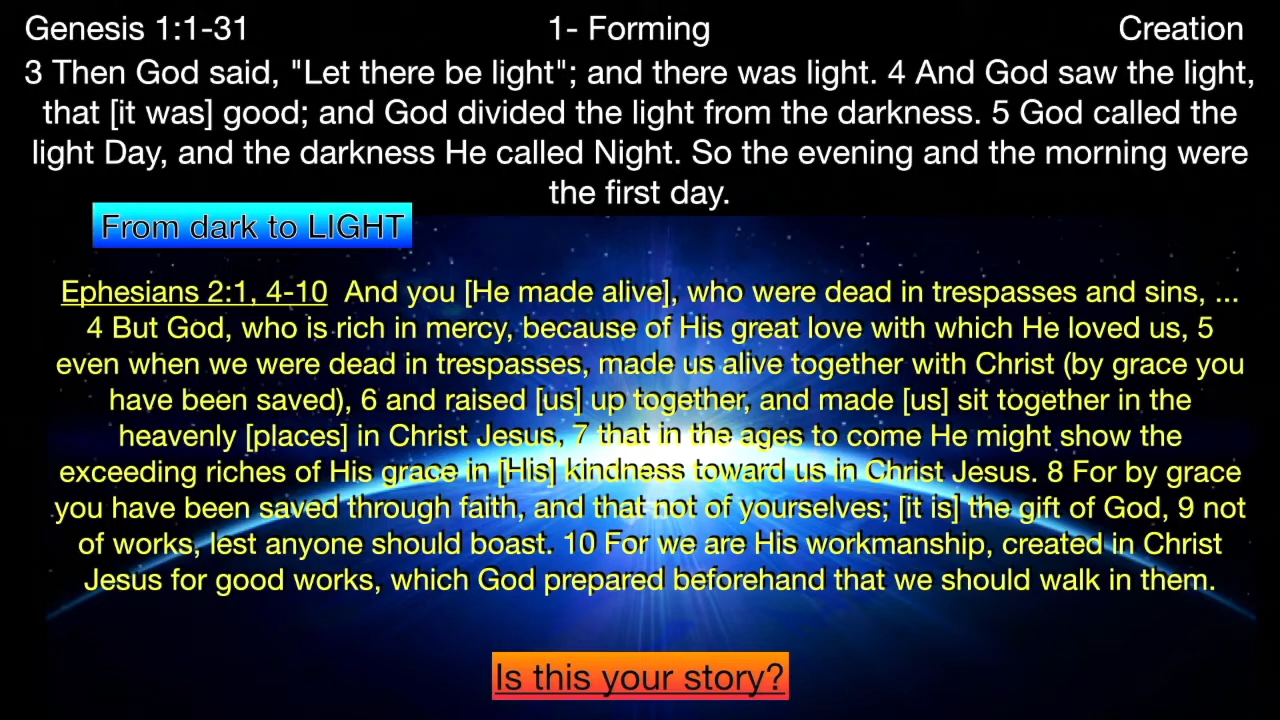 Genesis 1:1-31 1- Forming Creation
3 Then God said, "Let there be light"; and there was light. 4 And God saw the light,
that [it was] good; and God divided the light from the darkness. 5 God called the
light Day, and the darkness He called Night. So the evening and the morning were
the first day.
From dark to LIGHT
Ephesians 2:1, 4-10 And you [He made alive], who were dead in trespasses and sins, ...
4 But God, who is rich in mercy, because of His great love with which He loved us, 5
even when we were dead in trespasses, made us alive together with Christ (by grace you
have been saved), 6 and raised [us] up together, and made [us] sit together in the
heavenly [places] in Christ Jesus, 7 that in the ages to come He might show the
exceeding riches of His grace in [His] kindness toward us in Christ Jesus. 8 For by grace
you have been saved through faith, and that not of yourselves; [it is] the gift of God, 9 not
of works, lest anyone should boast. 10 For we are His workmanship, created in Christ
Jesus for good works, which God prepared beforehand that we should walk in them.
Is this your story?